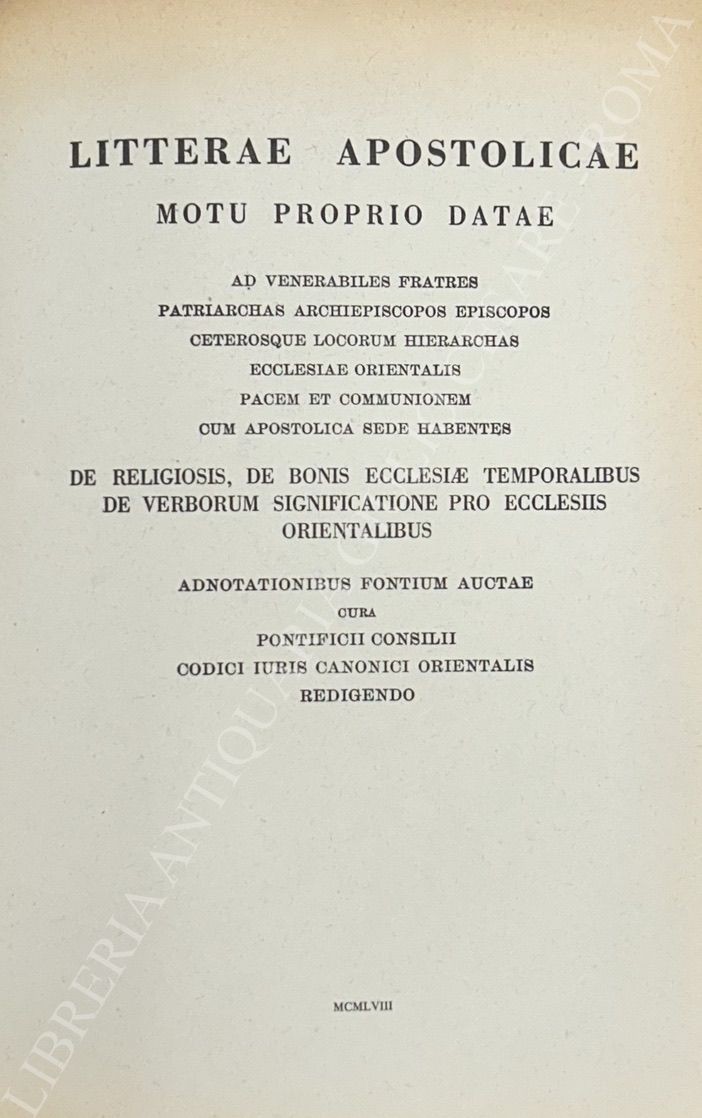 LITTERAE APOSTOLICAE
MOTU PROPRIO DATAE
AD VENERABILES FRATRES
PATRIARCHAS ARCHIEPISCOPOS EPISCOPOS
CETEROSQUE LOCORUM HIERARCHAS
ECCLESIAE ORIENTALIS
PACEM ET COMMUNIONEM
CUM APOSTOLICA SEDE HABENTES
DE RELIGIOSIS, DE BONIS ECCLESIÆ TEMPORALIBUS
DE VERBORUM SIGNIFICATIONE PRO ECCLESIIS
ORIENTALIBUS
ADNOTATIONIBUS FONTIUM AUCTAE
CURA
PONTIFICII CONSILII
CODICI IURIS CANONICI ORIENTALIS
REDIGENDO
MCMLVIII
LIBRERIA ANTIQUARIA ROMA